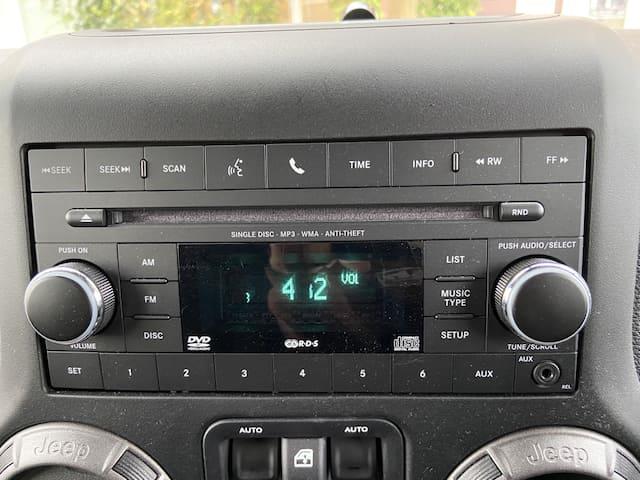 SEEK SEEK SCAN TIME INFO RW FF
RND
SINGLE DISC - MP3 - WMA - ANTI-THEFT
PUSH ON
AM
LIST
PUSH AUDIO/SELECT
FM
MUSIC
TYPE
412 VOL
DISC
SETUP
DVD
R·D·S
disc
VOLUME
TUNE/SCROLL
SET 1 2 3 4 5 6 AUX
AUX
AUTO AUTO
Jeep Jeep